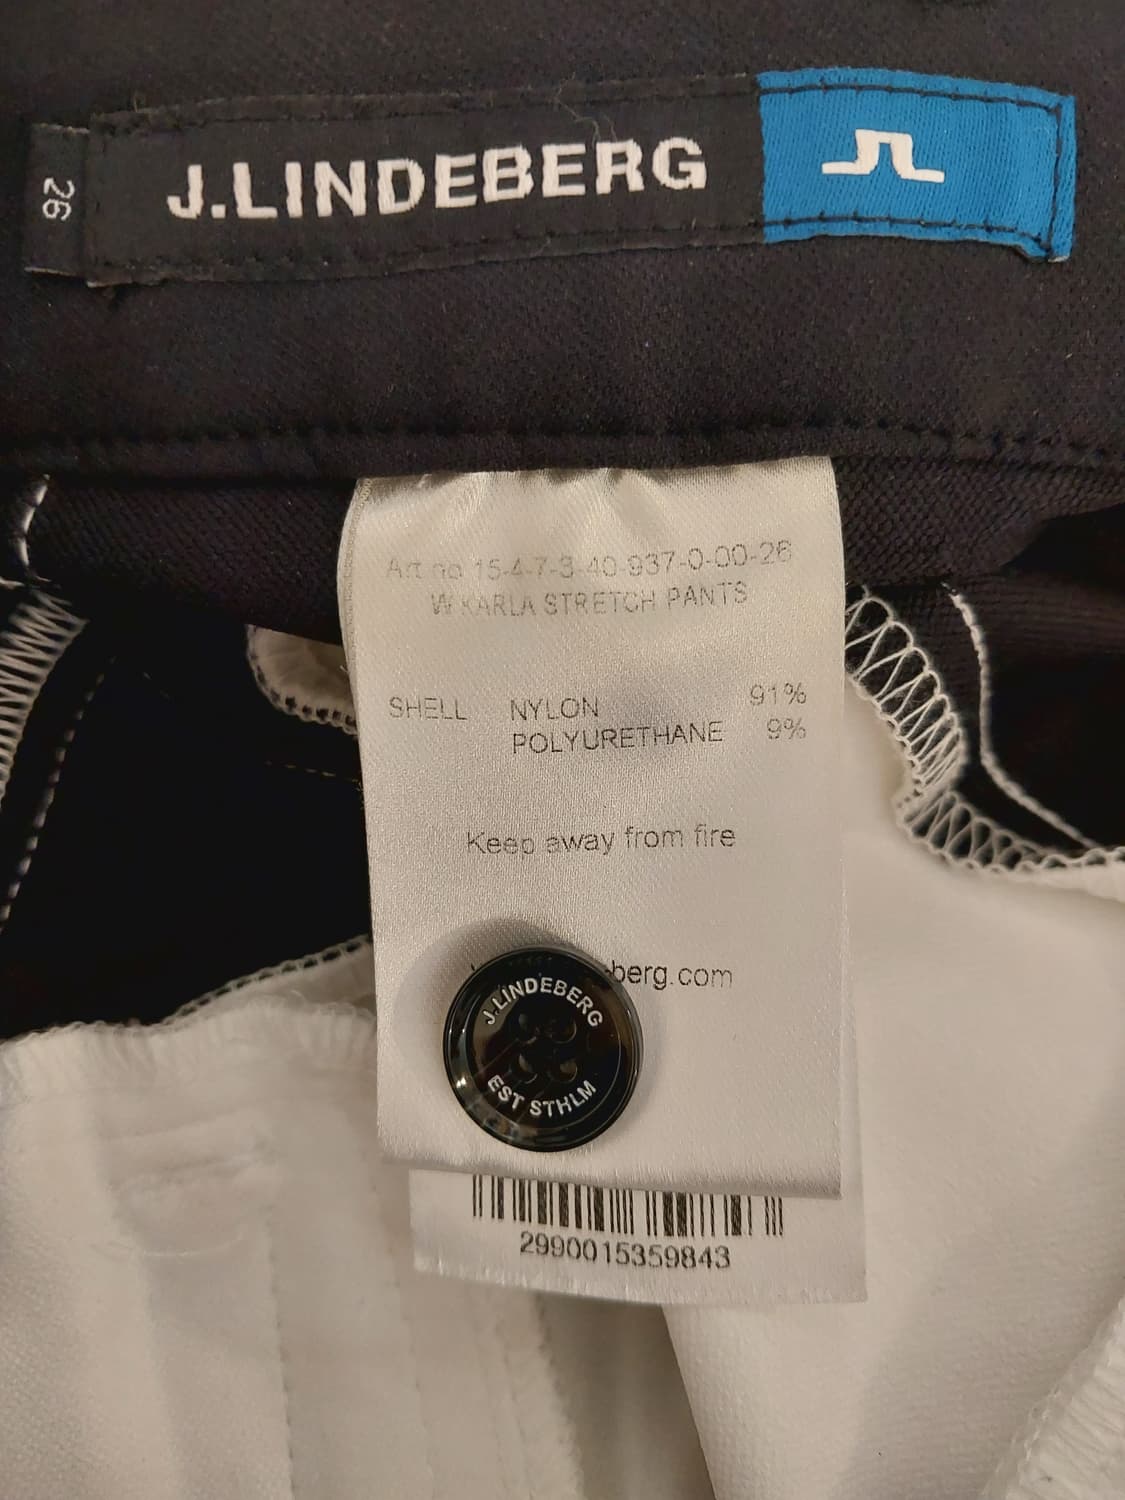 26
J.LINDEBERG
Art no 15-4-7-3-40-937-0-00-26
W KARLA STRETCH PANTS
SHELL NYLON 91%
POLYURETHANE 9%
Keep away from fire
berg.com
J.LINDEBERG
EST STHLM
2990015359843